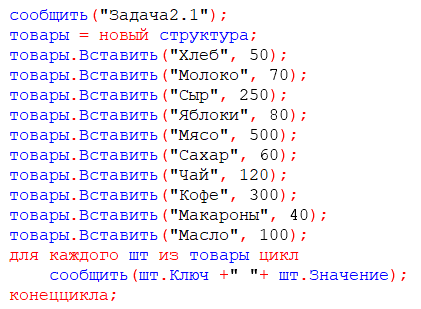 сообщить("Задача2.1");
товары = новый структура;
товары.Вставить("Хлеб", 50);
товары.Вставить("Молоко", 70);
товары.Вставить("Сыр", 250);
товары.Вставить("Яблоки", 80);
товары.Вставить("Мясо", 500);
товары.Вставить("Сахар", 60);
товары.Вставить("Чай", 120);
товары.Вставить("Кофе", 300);
товары.Вставить("Макароны", 40);
товары.Вставить("Масло", 100);
для каждого шт из товары цикл
    сообщить(шт.Ключ +" "+ шт.Значение);
конеццикла;